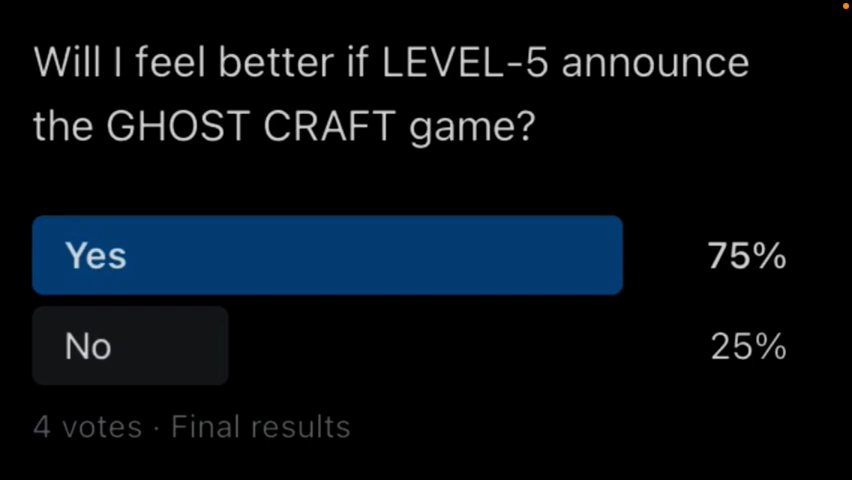 Will I feel better if LEVEL-5 announce
the GHOST CRAFT game?
Yes 75%
No 25%
4 votes · Final results